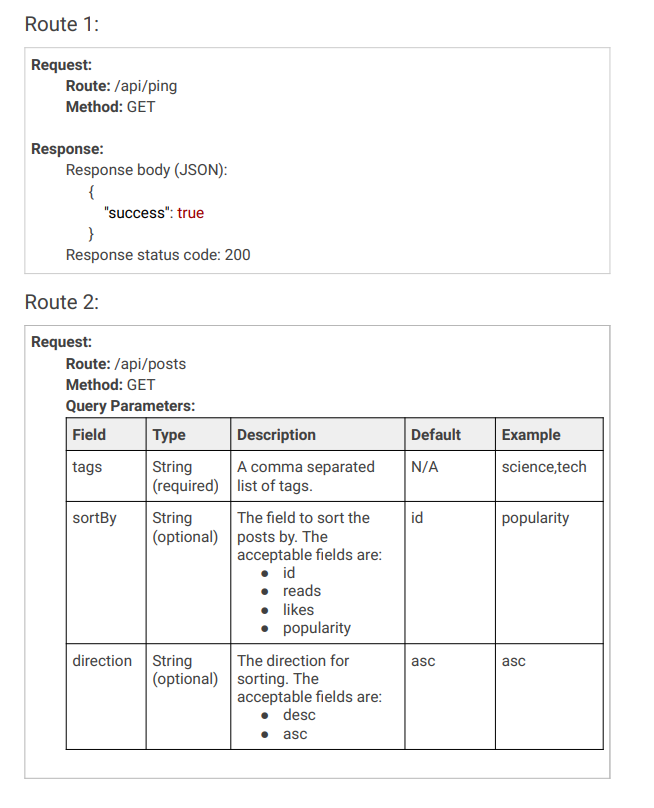 Route 1:
Request:
Route: /api/ping
Method: GET
Response:
Response body (JSON):
{
"success": true
}
Response status code: 200
Route 2:
Request:
Route: /api/posts
Method: GET
Query Parameters:
Field Type Description Default Example
tags String (required) A comma separated list of tags. N/A science,tech
sortBy String (optional) The field to sort the posts by. The acceptable fields are: id popularity
● id
● reads
● likes
● popularity
direction String (optional) The direction for sorting. The acceptable fields are: asc asc
● desc
● asc